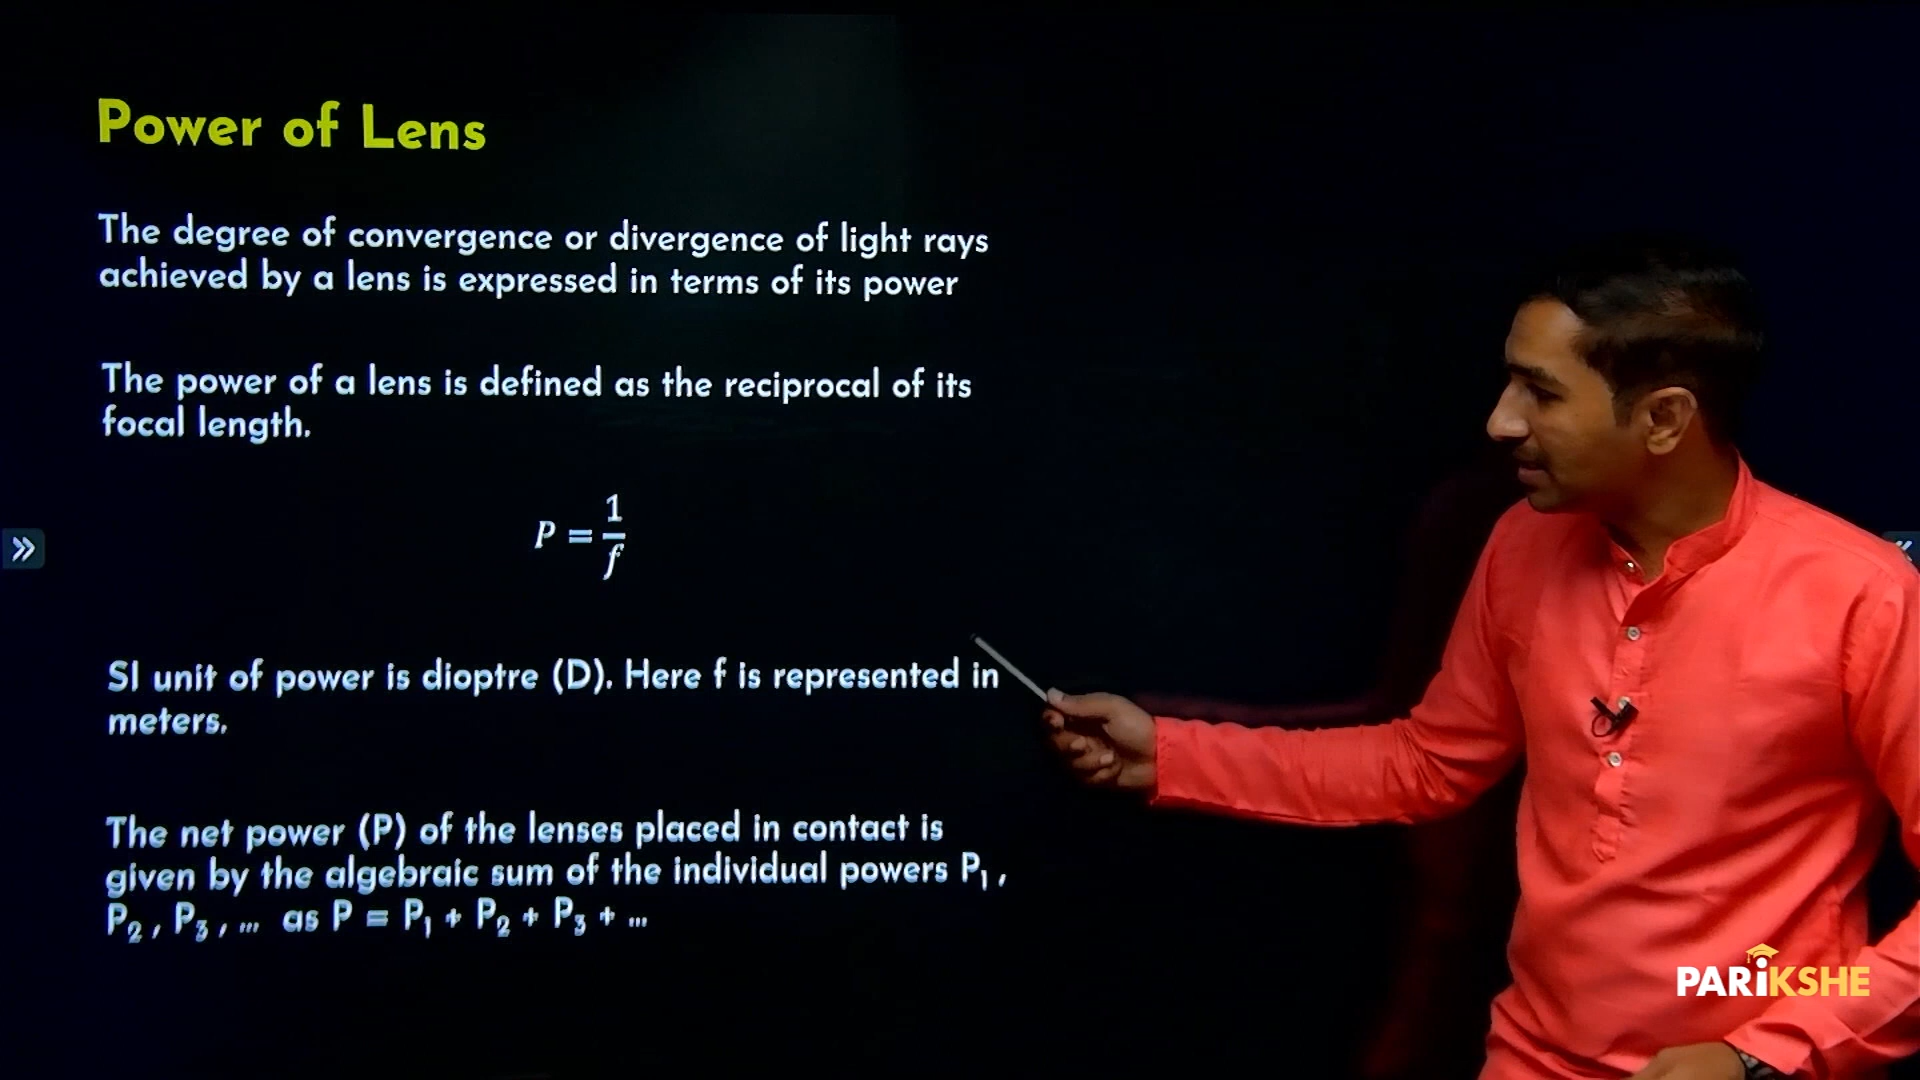 Power of Lens
The degree of convergence or divergence of light rays
achieved by a lens is expressed in terms of its power
The power of a lens is defined as the reciprocal of its
focal length.
P = 1/f
SI unit of power is dioptre (D). Here f is represented in
meters.
The net power (P) of the lenses placed in contact is
given by the algebraic sum of the individual powers P₁ ,
P₂ , P₃ , ... as P = P₁ + P₂ + P₃ + ...
PARiKSHE